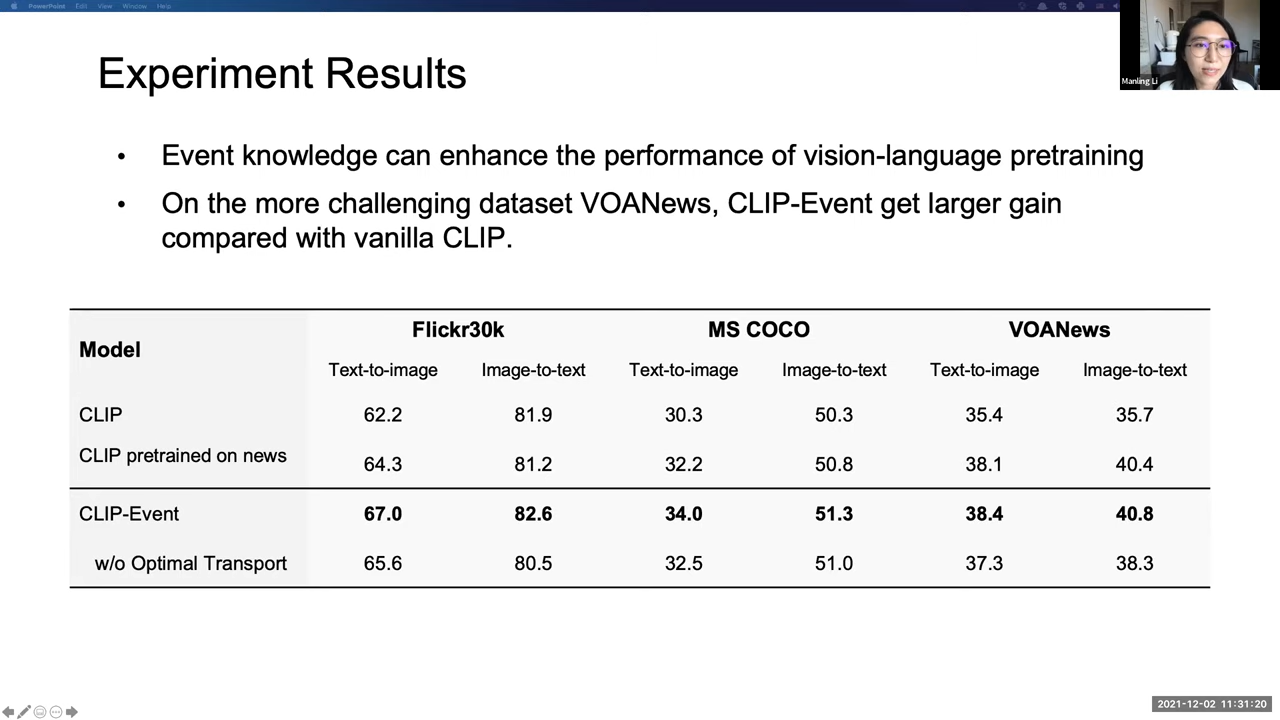 PowerPoint Edit View Window Help
Manling Li
Experiment Results
• Event knowledge can enhance the performance of vision-language pretraining
• On the more challenging dataset VOANews, CLIP-Event get larger gain
compared with vanilla CLIP.
Model Flickr30k MS COCO VOANews
Text-to-image Image-to-text Text-to-image Image-to-text Text-to-image Image-to-text
CLIP 62.2 81.9 30.3 50.3 35.4 35.7
CLIP pretrained on news 64.3 81.2 32.2 50.8 38.1 40.4
CLIP-Event 67.0 82.6 34.0 51.3 38.4 40.8
w/o Optimal Transport 65.6 80.5 32.5 51.0 37.3 38.3
2021-12-02 11:31:20